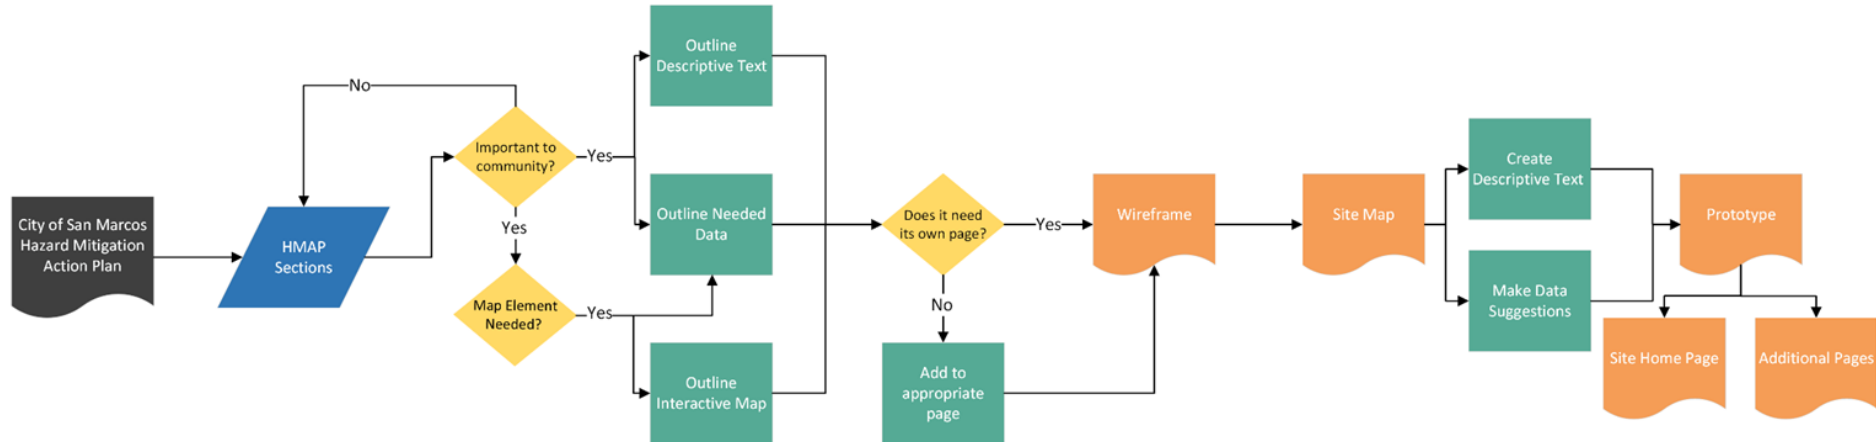 City of San Marcos
Hazard Mitigation
Action Plan
HMAP
Sections
No
Important to
community?
Yes
Yes
Map Element
Needed?
Yes
Outline
Descriptive Text
Outline Needed
Data
Outline
Interactive Map
Does it need
its own page?
Yes
No
Add to
appropriate
page
Wireframe
Site Map
Create
Descriptive Text
Make Data
Suggestions
Prototype
Site Home Page
Additional Pages